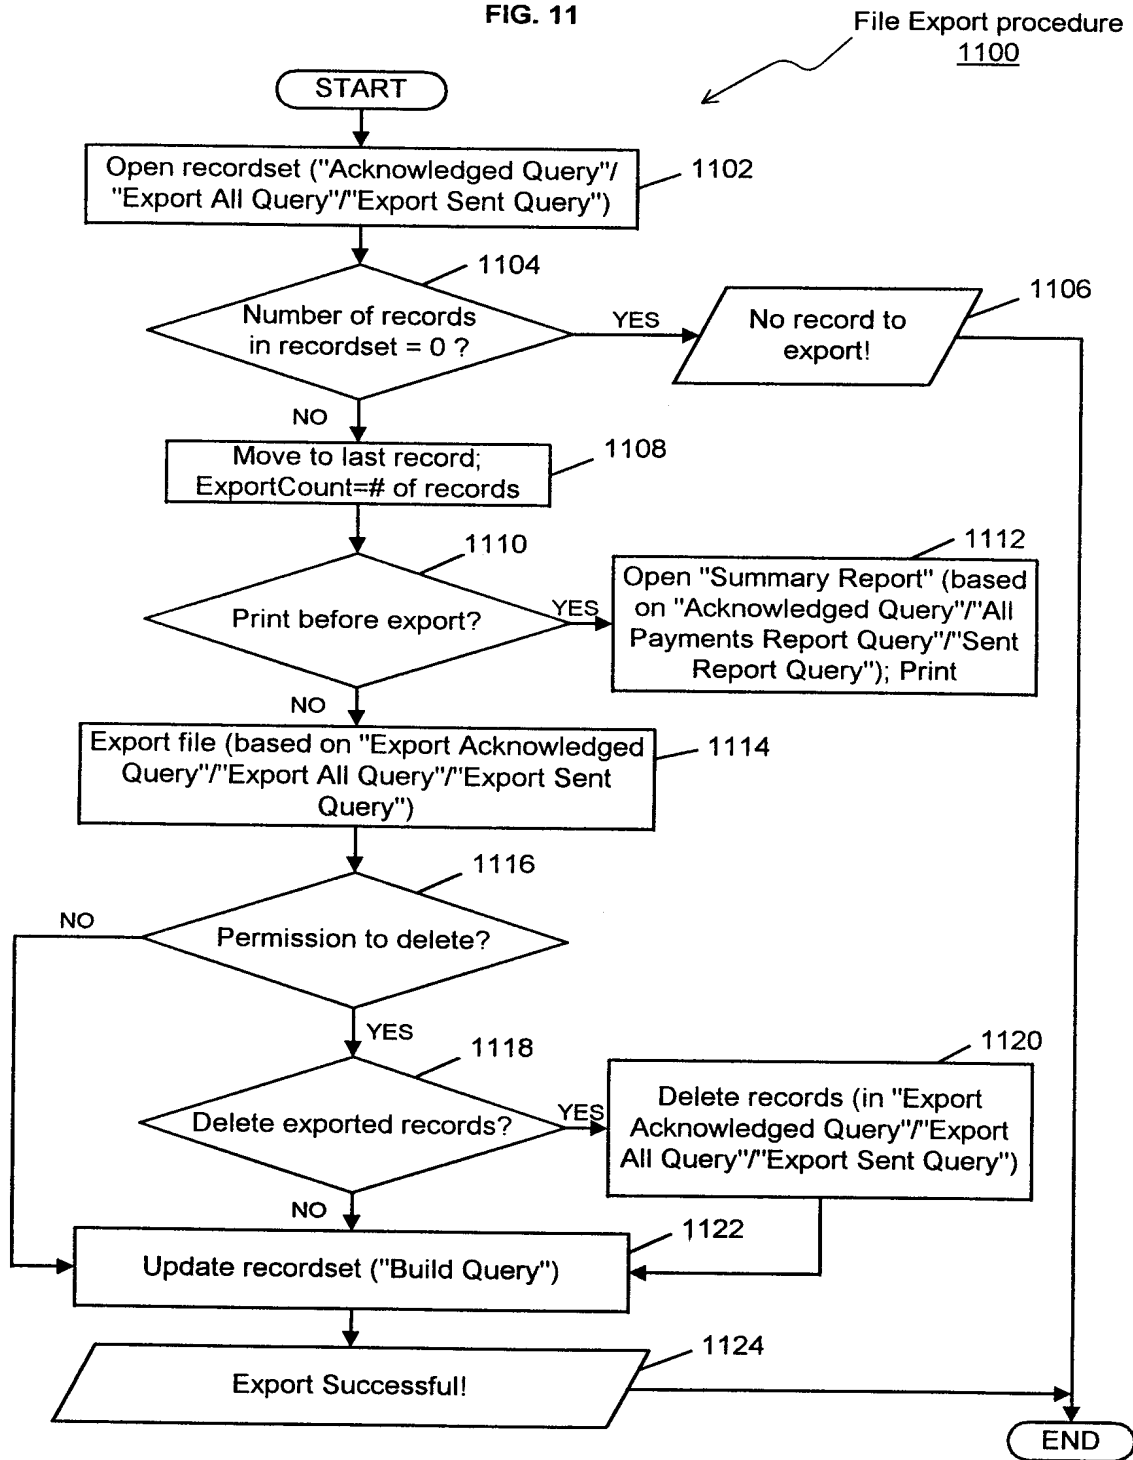 FIG. 11
File Export procedure
1100
START
Open recordset ("Acknowledged Query"/
"Export All Query"/"Export Sent Query")
1102
1104
Number of records
in recordset = 0 ?
YES
No record to
export!
1106
NO
Move to last record;
ExportCount=# of records
1108
1110
Print before export?
YES
1112
Open "Summary Report" (based
on "Acknowledged Query"/"All
Payments Report Query"/"Sent
Report Query"); Print
NO
Export file (based on "Export Acknowledged
Query"/"Export All Query"/"Export Sent
Query")
1114
1116
NO
Permission to delete?
YES
1118
Delete exported records?
YES
1120
Delete records (in "Export
Acknowledged Query"/"Export
All Query"/"Export Sent Query")
NO
1122
Update recordset ("Build Query")
1124
Export Successful!
END